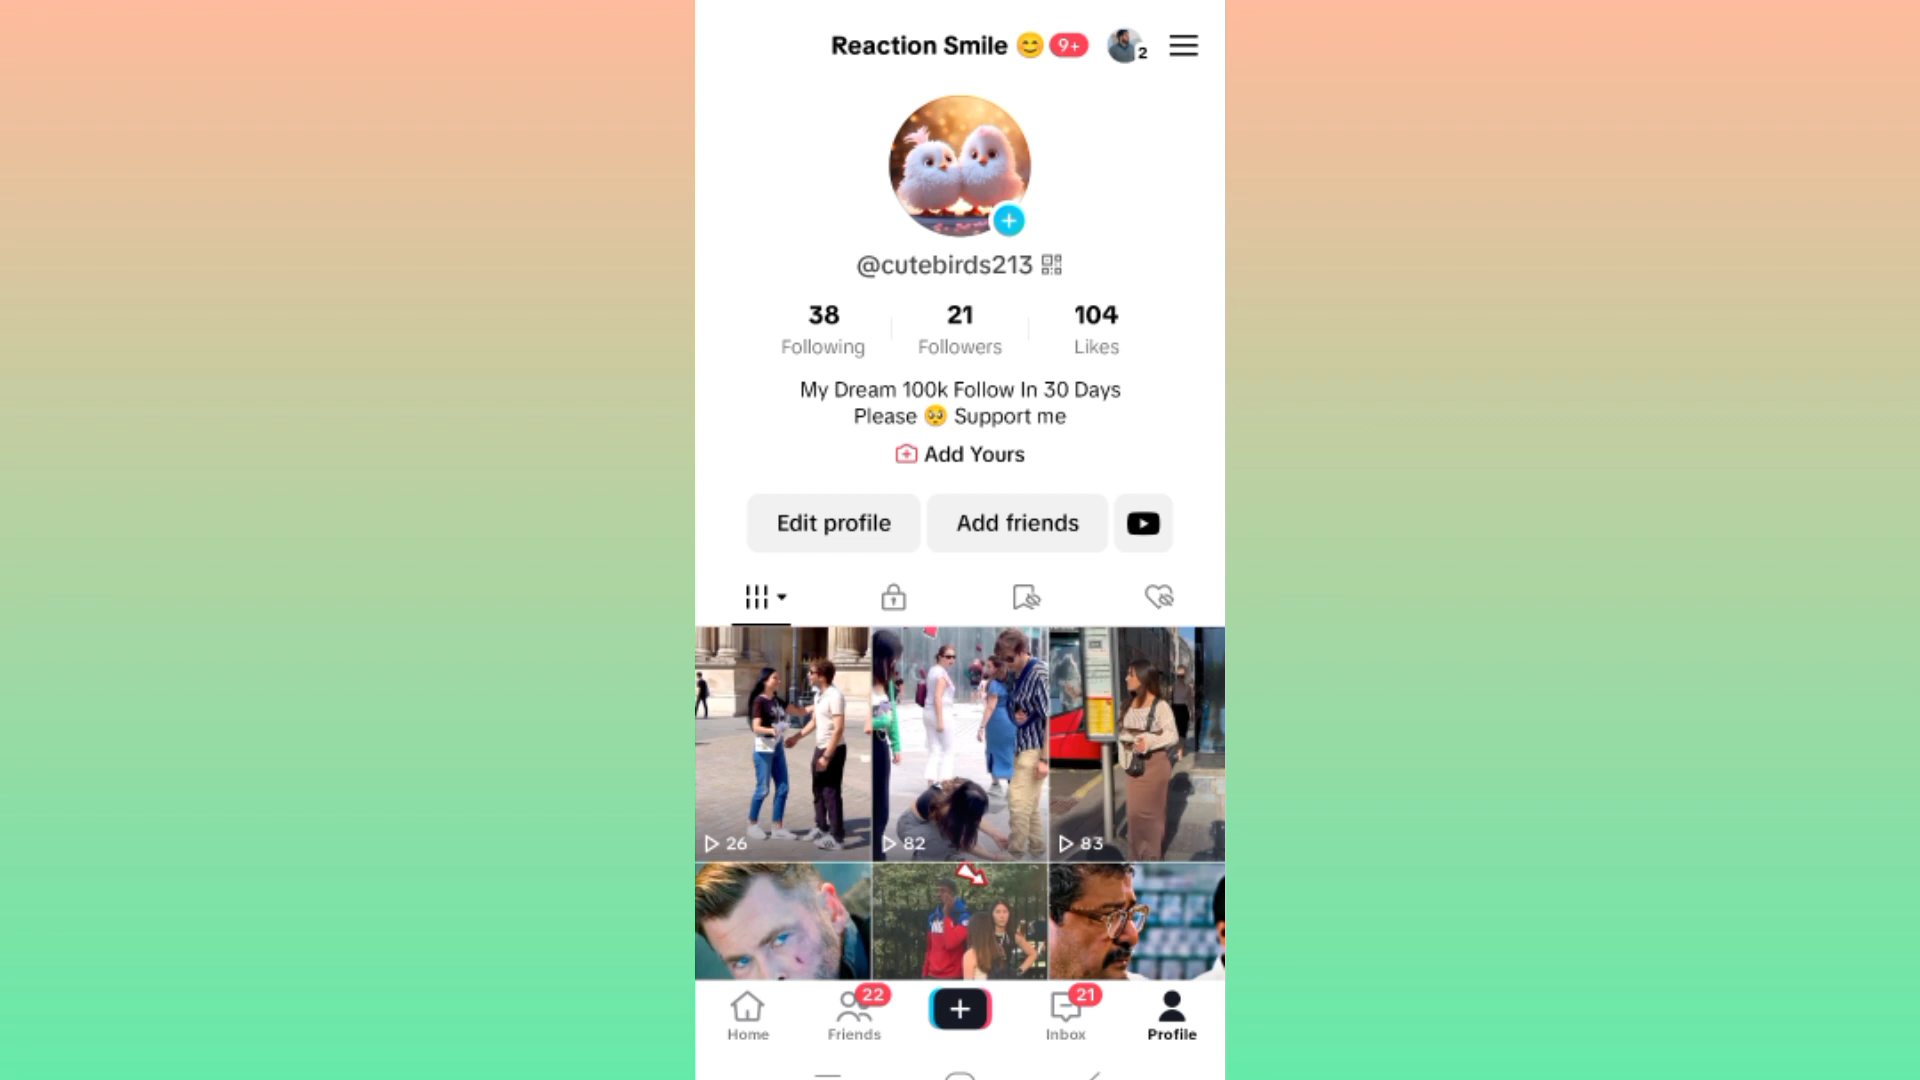 Reaction Smile 😊 9+
2
@cutebirds213
38 21 104
Following Followers Likes
My Dream 100k Follow In 30 Days
Please 🥺 Support me
Add Yours
Edit profile Add friends
26 82 83
22 21
Home Friends Inbox Profile